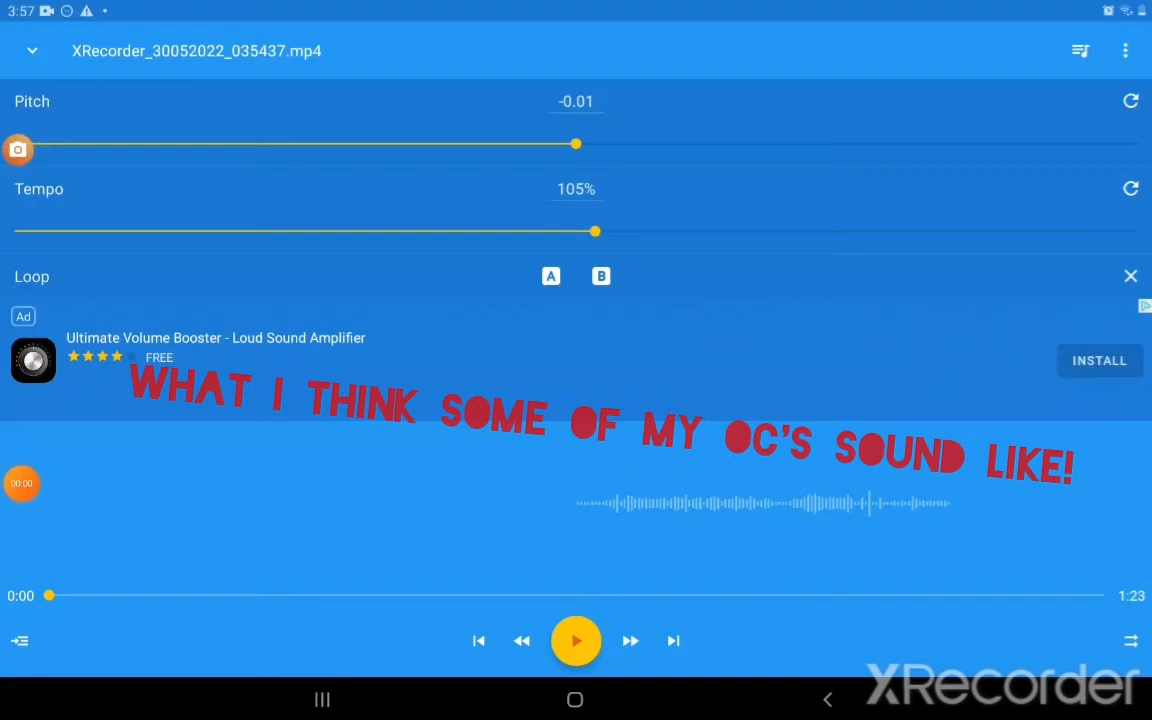 3:57
XRecorder_30052022_035437.mp4
Pitch
-0.01
Tempo
105%
Loop
A
B
Ad
Ultimate Volume Booster - Loud Sound Amplifier
FREE
INSTALL
WHAT I THINK SOME OF MY OC'S SOUND LIKE!
00:00
0:00
1:23
XRecorder